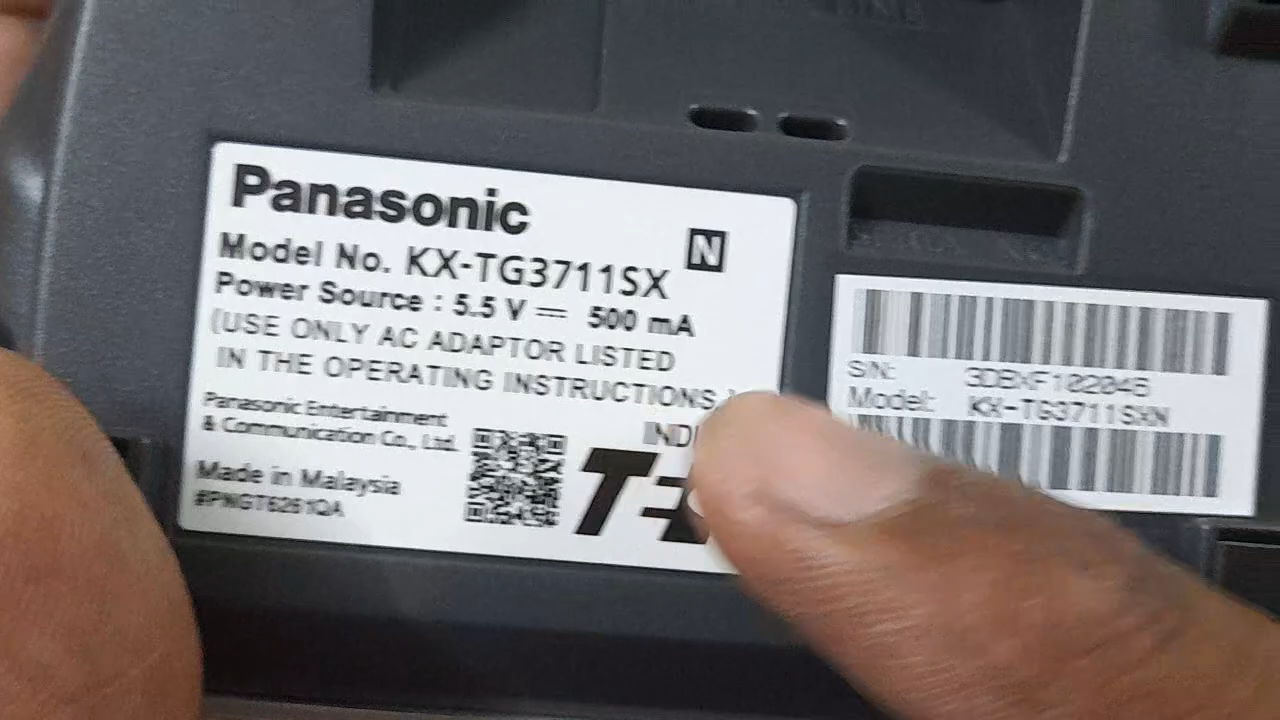 Panasonic
N
Model No. KX-TG3711SX
Power Source : 5.5 V ⎓ 500 mA
(USE ONLY AC ADAPTOR LISTED
IN THE OPERATING INSTRUCTIONS.)
Panasonic Entertainment
& Communication Co., Ltd.
Made in Malaysia
S/N:
Model: KX-TG3711SXN